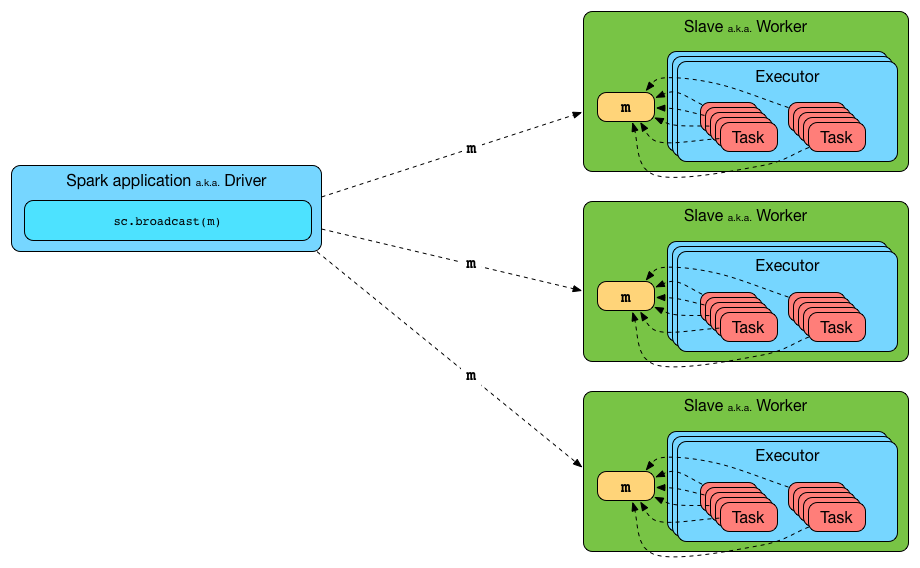 Spark application a.k.a. Driver
sc.broadcast(m)
m
m
m
Slave a.k.a. Worker
Executor
m
Task
Task
Slave a.k.a. Worker
Executor
m
Task
Task
Slave a.k.a. Worker
Executor
m
Task
Task